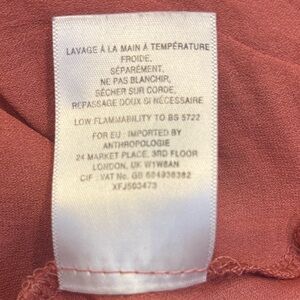 LAVAGE À LA MAIN À TEMPÉRATURE
FROIDE,
SÉPARÉMENT,
NE PAS BLANCHIR,
SÉCHER SUR CORDE,
REPASSAGE DOUX SI NÉCESSAIRE
LOW FLAMMABILITY TO BS 5722
FOR EU : IMPORTED BY
ANTHROPOLOGIE
24 MARKET PLACE, 3RD FLOOR
LONDON, UK W1W8AN
CIF : VAT No. GB 684938382
XFJ503473